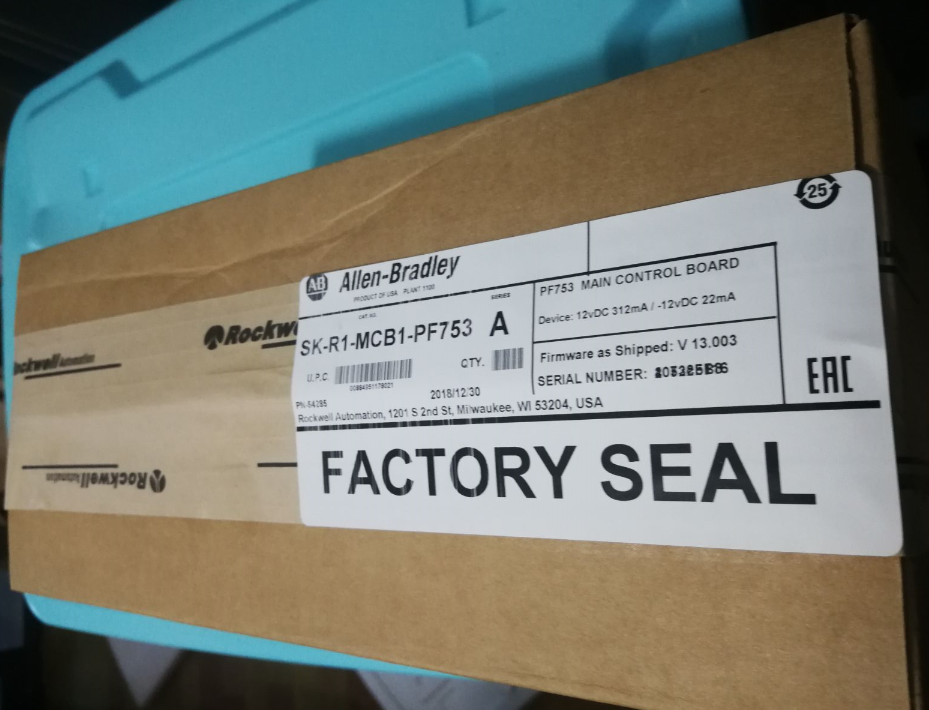 25
AB Allen-Bradley
PRODUCT OF USA PLANT 1100
CAT. NO.
SERIES
SK-R1-MCB1-PF753 A
U.P.C.
QTY.
2018/12/30
Rockwell Automation, 1201 S 2nd St, Milwaukee, WI 53204, USA
PF753 MAIN CONTROL BOARD
Device: 12vDC 312mA / -12vDC 22mA
Firmware as Shipped: V 13.003
SERIAL NUMBER:
EAC
FACTORY SEAL
Rockwell Automation
Rockw
Rockwell Automation